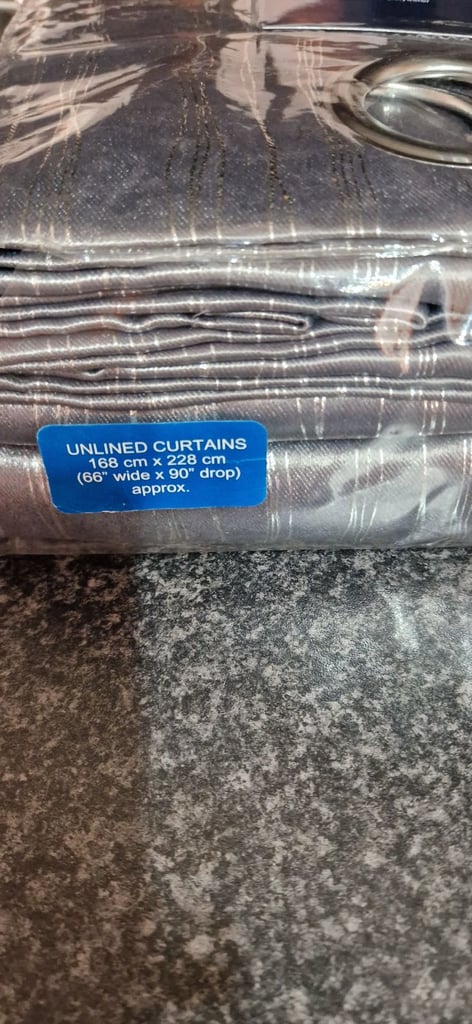 UNLINED CURTAINS
168 cm x 228 cm
(66" wide x 90" drop)
approx.